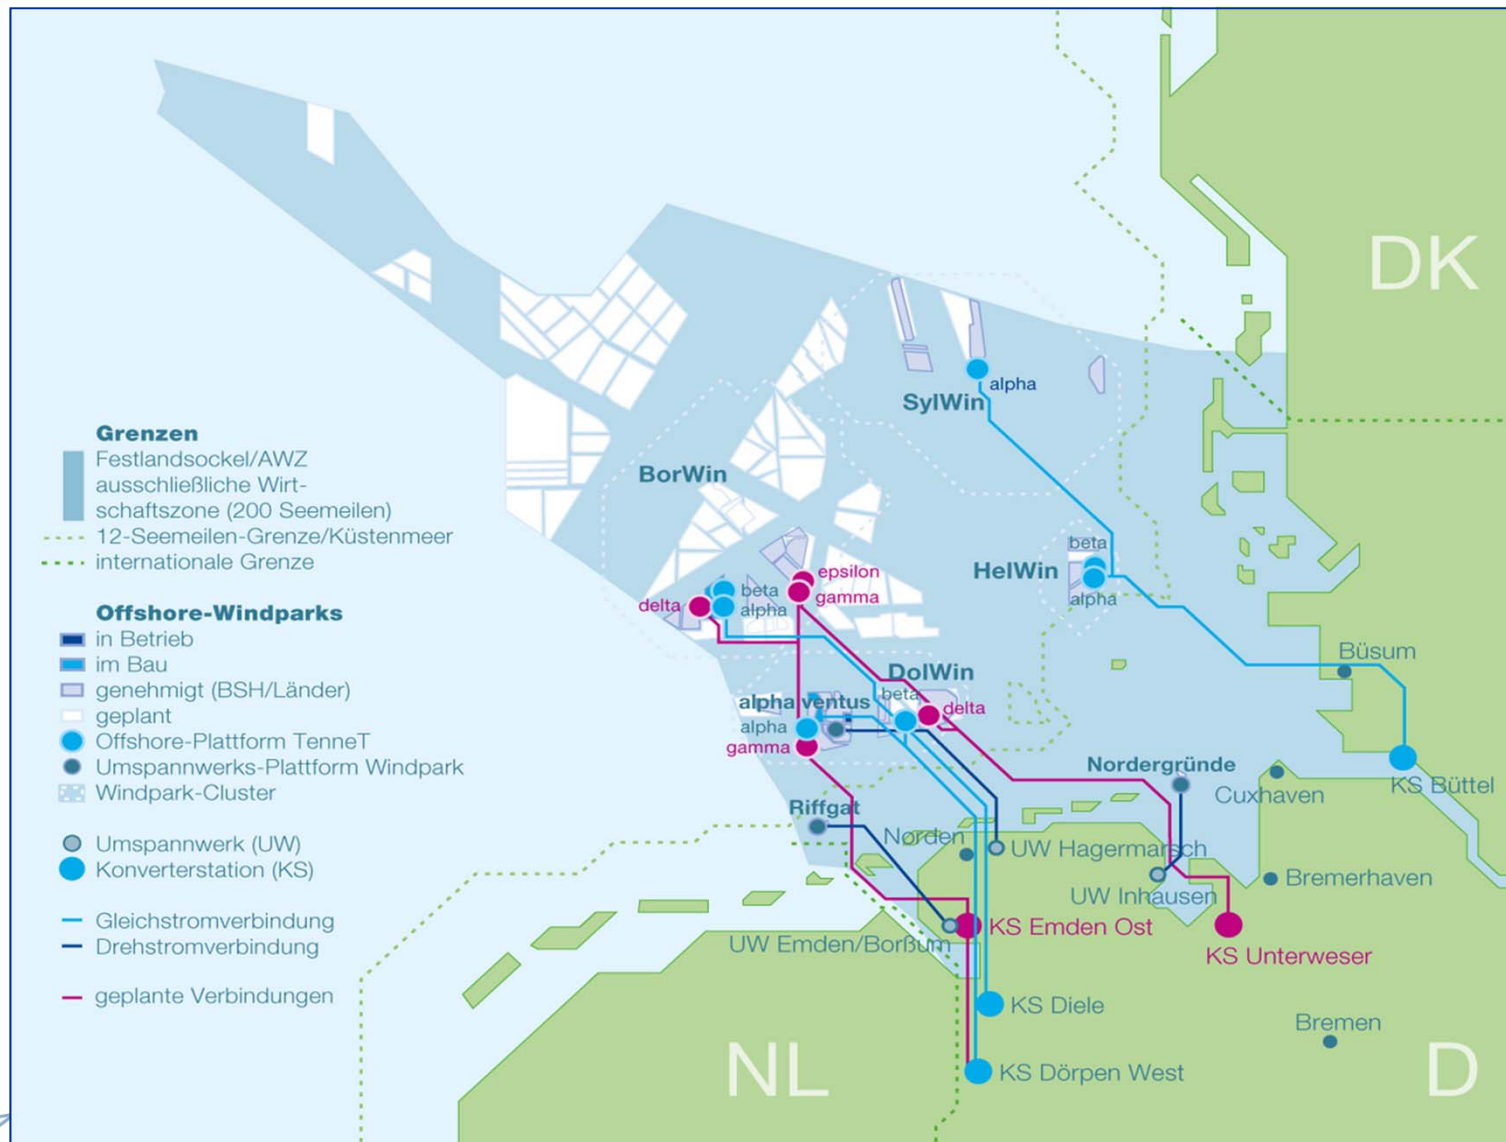 DK
alpha
SylWin
Grenzen
Festlandsockel/AWZ
ausschließliche Wirt-
schaftszone (200 Seemeilen)
12-Seemeilen-Grenze/Küstenmeer
internationale Grenze
BorWin
beta
HelWin
alpha
epsilon
gamma
beta
alpha
delta
Offshore-Windparks
in Betrieb
im Bau
genehmigt (BSH/Länder)
geplant
Offshore-Plattform TenneT
Umspannwerks-Plattform Windpark
Windpark-Cluster
Büsum
DolWin
beta
alpha ventus
delta
alpha
gamma
Nordergründe
Cuxhaven
KS Büttel
Riffgat
Norden
UW Hagermarsch
Umspannwerk (UW)
Konverterstation (KS)
UW Inhausen
Bremerhaven
Gleichstromverbindung
Drehstromverbindung
KS Emden Ost
UW Emden/Borßum
KS Unterweser
geplante Verbindungen
KS Diele
Bremen
NL
KS Dörpen West
D